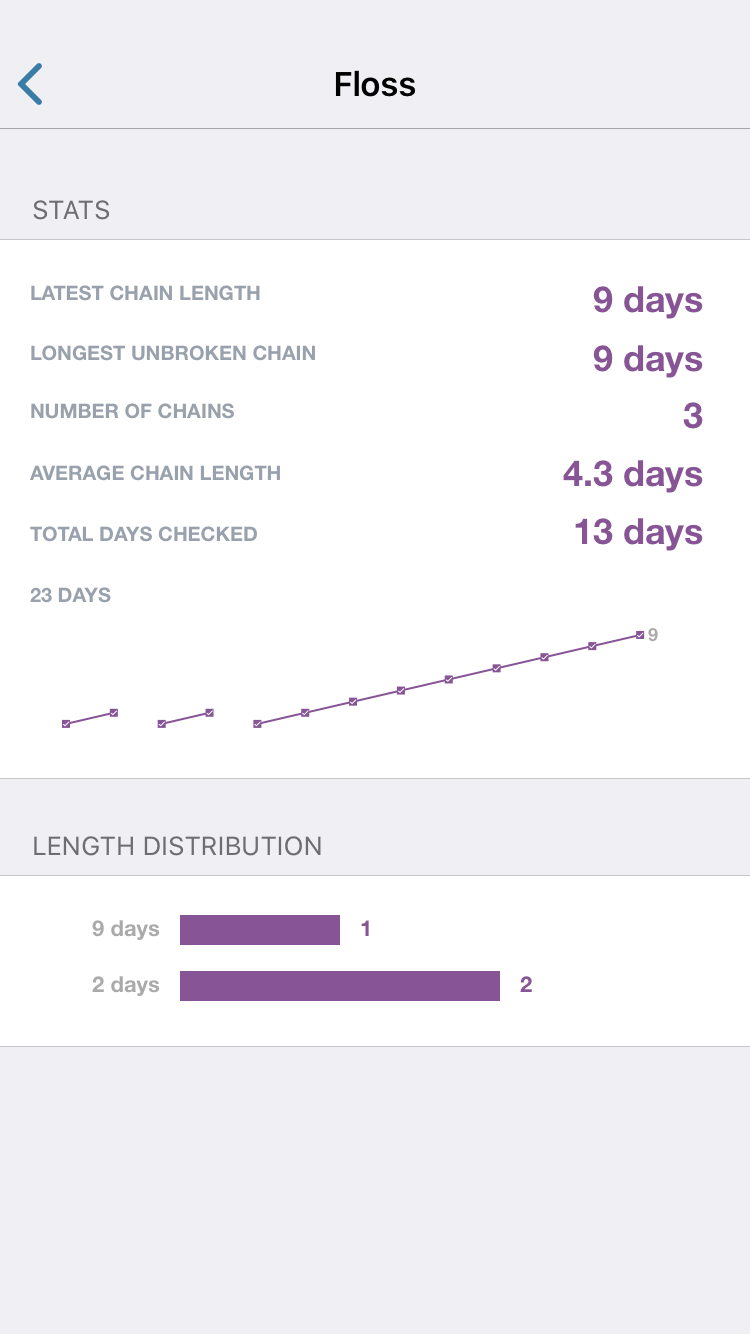 Floss
STATS
LATEST CHAIN LENGTH 9 days
LONGEST UNBROKEN CHAIN 9 days
NUMBER OF CHAINS 3
AVERAGE CHAIN LENGTH 4.3 days
TOTAL DAYS CHECKED 13 days
23 DAYS
9
LENGTH DISTRIBUTION
9 days 1
2 days 2